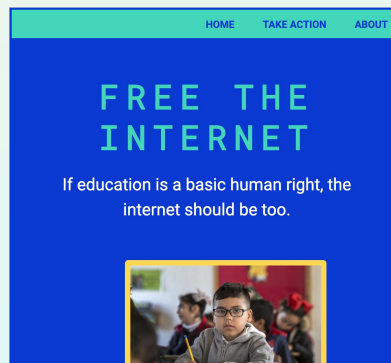 HOME TAKE ACTION ABOUT
FREE THE
INTERNET
If education is a basic human right, the
internet should be too.